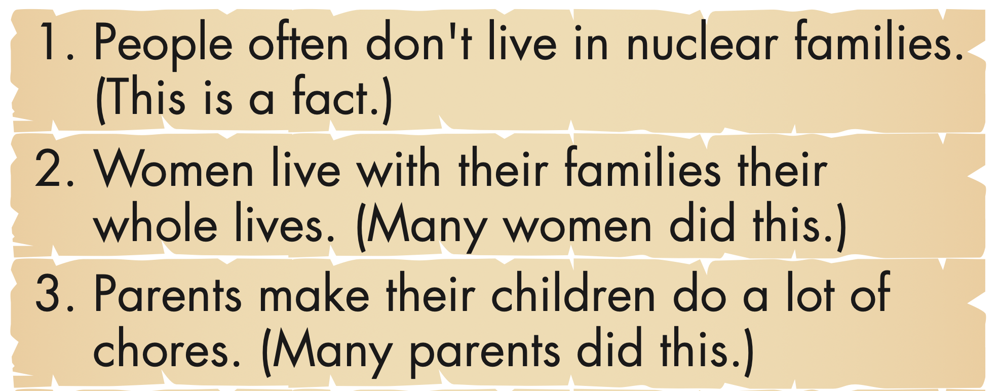 1. People often don't live in nuclear families.
(This is a fact.)
2. Women live with their families their
whole lives. (Many women did this.)
3. Parents make their children do a lot of
chores. (Many parents did this.)